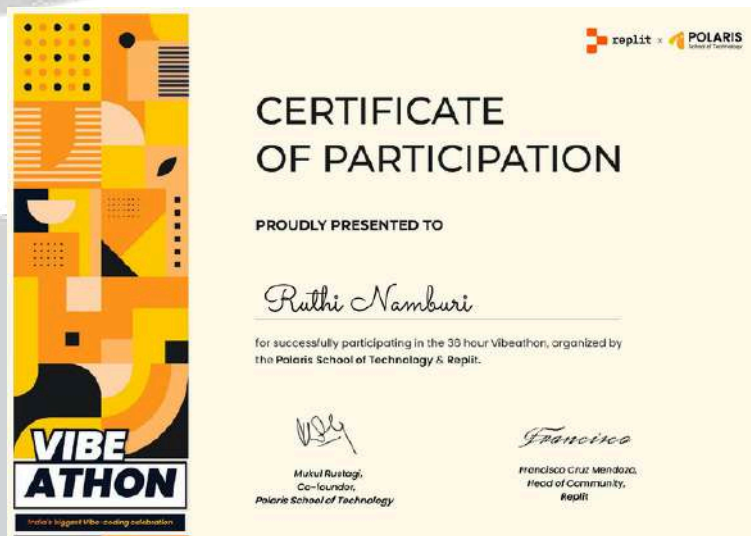 replit × POLARIS
School of Technology
CERTIFICATE
OF PARTICIPATION
PROUDLY PRESENTED TO
Ruthi Namburi
for successfully participating in the 36 hour Vibeathon, organized by
the Polaris School of Technology & Replit.
Francisco
Mukul Rustagi,
Co-founder,
Polaris School of Technology
Francisco Cruz Mendoza,
Head of Community,
Replit
VIBE
ATHON
India's biggest Vibe-coding celebration